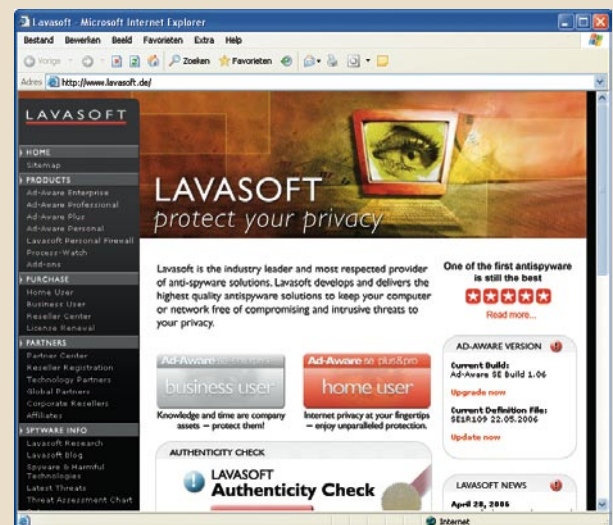 Lavasoft - Microsoft Internet Explorer
Bestand Bewerken Beeld Favorieten Extra Help
Vorige Zoeken Favorieten
Adres http://www.lavasoft.de/
LAVASOFT
HOME
Sitemap
PRODUCTS
Ad-Aware Enterprise
Ad-Aware Professional
Ad-Aware Plus
Ad-Aware Personal
Lavasoft Personal Firewall
Process-Watch
Add-ons
PURCHASE
Home User
Business User
Reseller Center
License Renewal
PARTNERS
Partner Center
Reseller Registration
Technology Partners
Global Partners
Corporate Resellers
Affiliates
SPYWARE INFO
Lavasoft Research
Lavasoft Blog
Spyware & Harmful
Technologies
Latest Threats
Threat Assessment Chart
LAVASOFT
protect your privacy
Lavasoft is the industry leader and most respected provider
of anti-spyware solutions. Lavasoft develops and delivers the
highest quality antispyware solutions to keep your computer
or network free of compromising and intrusive threats to
your privacy.
Ad-Aware se ent&pro
business user
Knowledge and time are company
assets – protect them!
Ad-Aware se plus&pro
home user
Internet privacy at your fingertips
– enjoy unparalleled protection.
AUTHENTICITY CHECK
LAVASOFT
Authenticity Check
One of the first antispyware
is still the best
Read more...
AD-AWARE VERSION
Current Build:
Ad-Aware SE Build 1.06
Upgrade now
Current Definition File:
SE1R109 22.05.2006
Update now
LAVASOFT NEWS
April 28, 2006
Internet